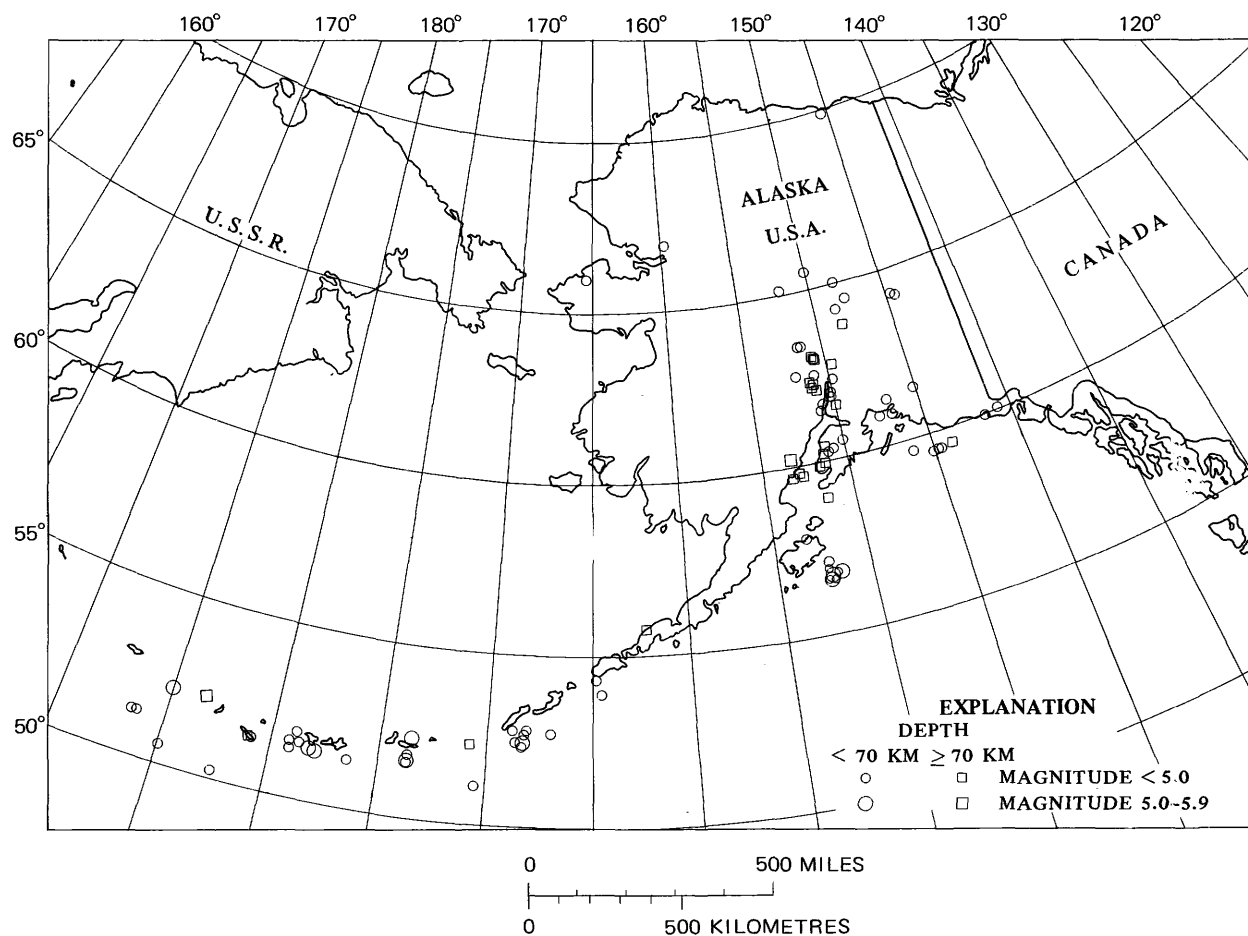 160° 170° 180° 170° 160° 150° 140° 130° 120°
65°
60°
55°
50°
U.S.S.R.
ALASKA
U.S.A.
CANADA
EXPLANATION
DEPTH
< 70 KM ≥ 70 KM
MAGNITUDE < 5.0
MAGNITUDE 5.0-5.9
0 500 MILES
0 500 KILOMETRES